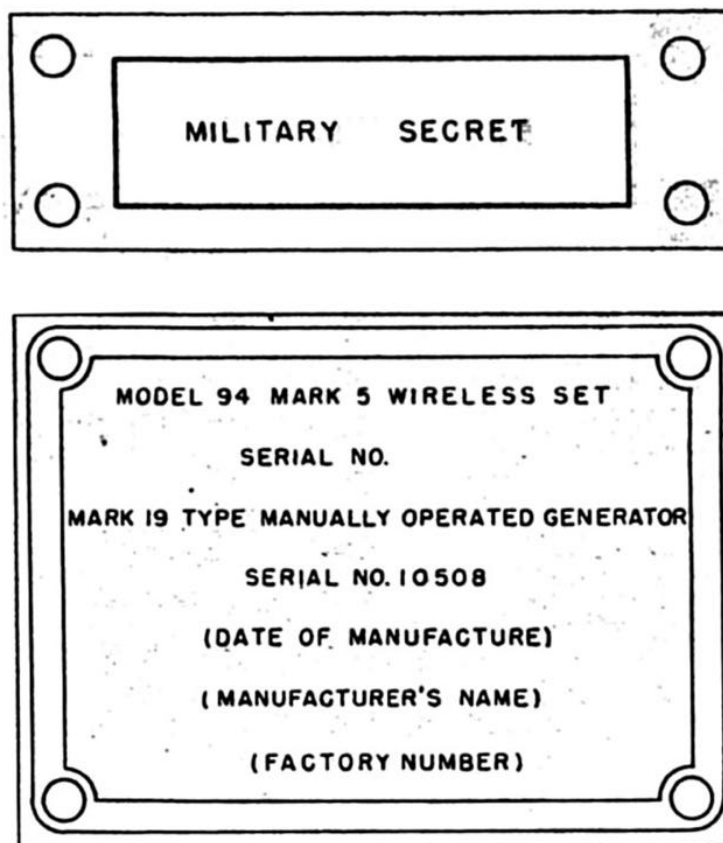 MILITARY SECRET
MODEL 94 MARK 5 WIRELESS SET
SERIAL NO.
MARK 19 TYPE MANUALLY OPERATED GENERATOR
SERIAL NO. 10508
(DATE OF MANUFACTURE)
(MANUFACTURER'S NAME)
(FACTORY NUMBER)